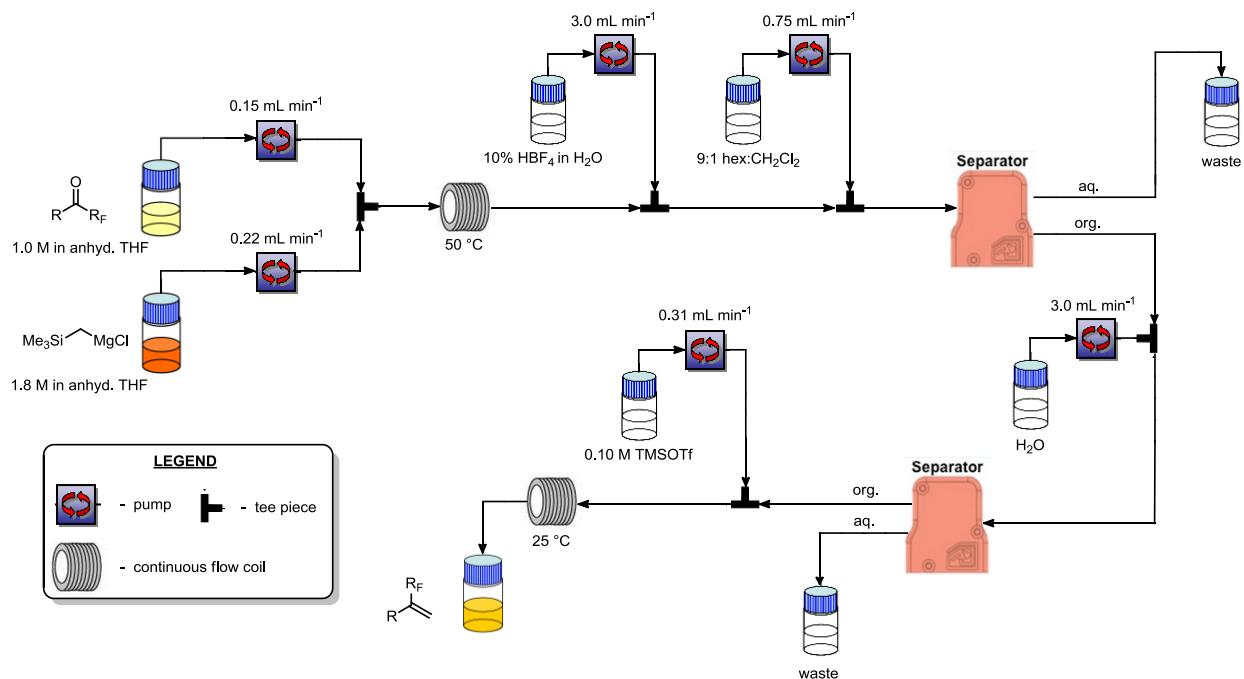 3.0 mL min⁻¹
0.75 mL min⁻¹
0.15 mL min⁻¹
10% HBF₄ in H₂O
9:1 hex:CH₂Cl₂
waste
Separator
aq.
org.
O
R
R_F
1.0 M in anhyd. THF
50 °C
0.22 mL min⁻¹
Me₃Si
MgCl
1.8 M in anhyd. THF
0.31 mL min⁻¹
3.0 mL min⁻¹
0.10 M TMSOTf
H₂O
Separator
org.
aq.
25 °C
R_F
R
waste
LEGEND
- pump
- tee piece
- continuous flow coil